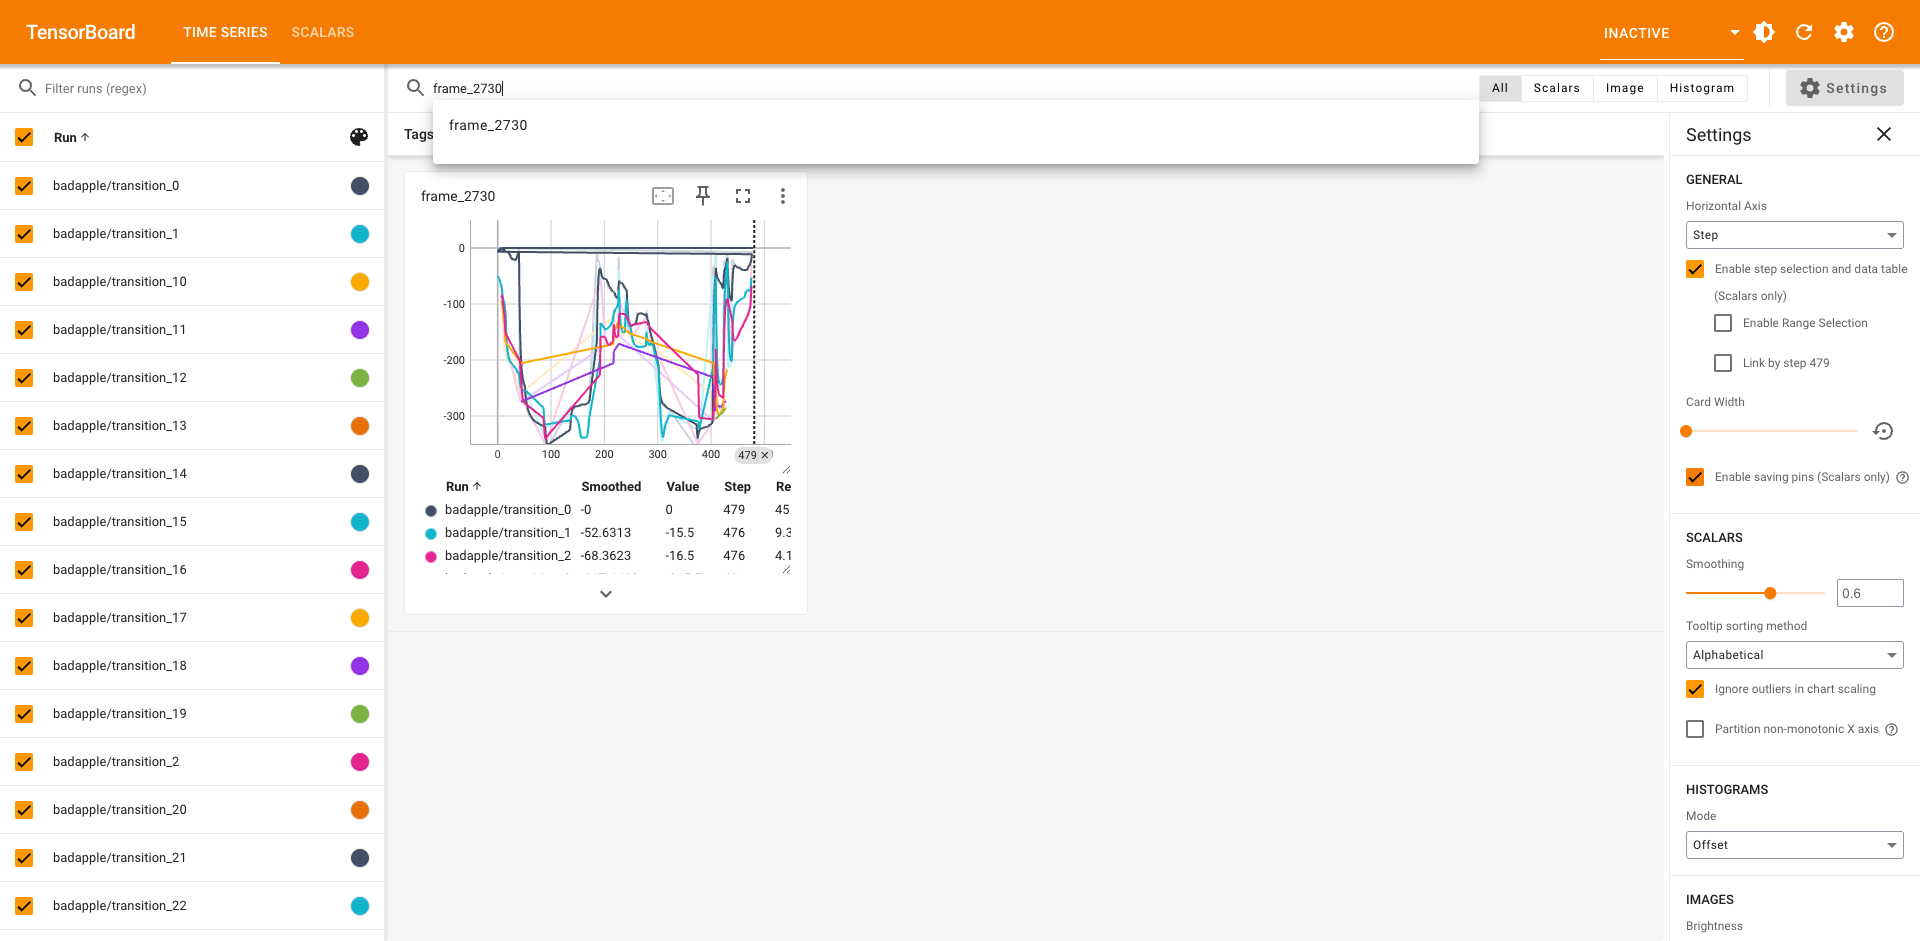 TensorBoard TIME SERIES SCALARS INACTIVE
Filter runs (regex)
Run
badapple/transition_0
badapple/transition_1
badapple/transition_10
badapple/transition_11
badapple/transition_12
badapple/transition_13
badapple/transition_14
badapple/transition_15
badapple/transition_16
badapple/transition_17
badapple/transition_18
badapple/transition_19
badapple/transition_2
badapple/transition_20
badapple/transition_21
badapple/transition_22
frame_2730
All Scalars Image Histogram
Settings
frame_2730
Tags
frame_2730
0
-100
-200
-300
0 100 200 300 400 479
Run Smoothed Value Step Re
badapple/transition_0 -0 0 479 45.
badapple/transition_1 -52.6313 -15.5 476 9.3
badapple/transition_2 -68.3623 -16.5 476 4.1
Settings
GENERAL
Horizontal Axis
Step
Enable step selection and data table
(Scalars only)
Enable Range Selection
Link by step 479
Card Width
Enable saving pins (Scalars only)
SCALARS
Smoothing
0.6
Tooltip sorting method
Alphabetical
Ignore outliers in chart scaling
Partition non-monotonic X axis
HISTOGRAMS
Mode
Offset
IMAGES
Brightness